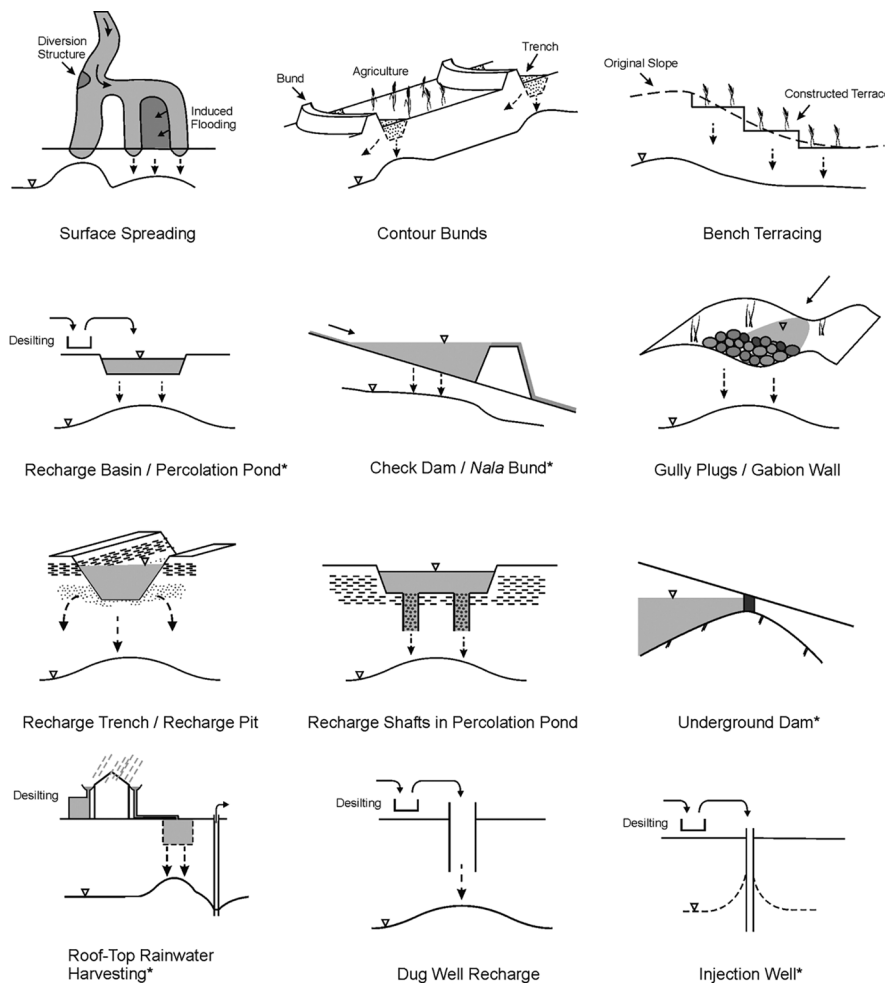 Diversion
Structure
Induced
Flooding
Surface Spreading
Bund
Agriculture
Trench
Contour Bunds
Original Slope
Constructed Terrace
Bench Terracing
Desilting
Recharge Basin / Percolation Pond*
Check Dam / Nala Bund*
Gully Plugs / Gabion Wall
Recharge Trench / Recharge Pit
Recharge Shafts in Percolation Pond
Underground Dam*
Desilting
Roof-Top Rainwater
Harvesting*
Desilting
Dug Well Recharge
Desilting
Injection Well*